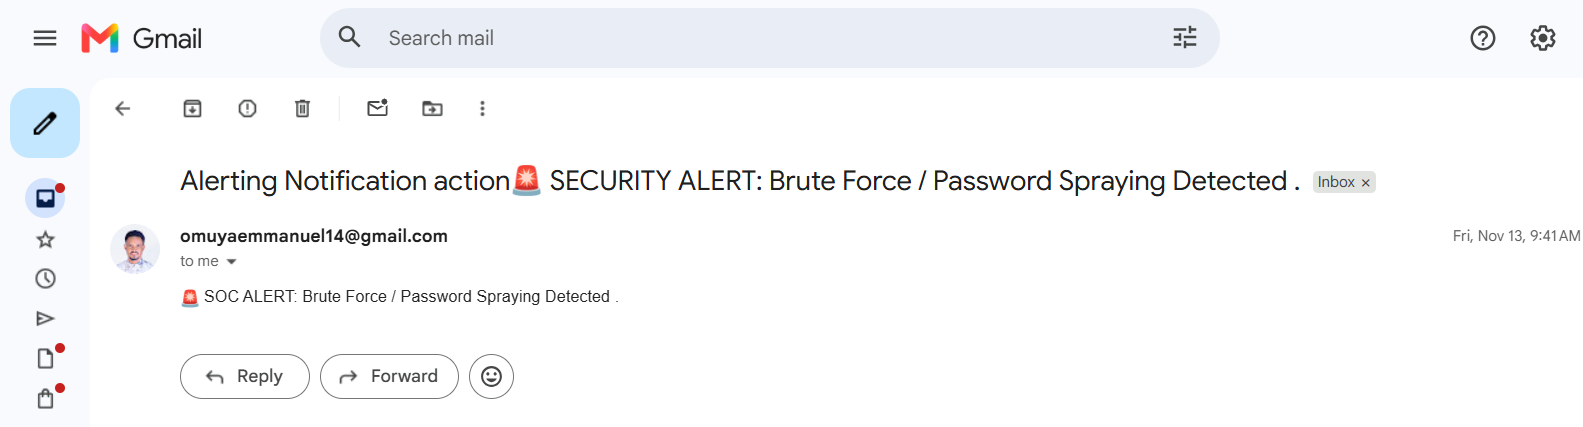 Gmail
Search mail
Alerting Notification action🚨 SECURITY ALERT: Brute Force / Password Spraying Detected .
Inbox ×
omuyaemmanuel14@gmail.com
Fri, Nov 13, 9:41 AM
to me
🚨 SOC ALERT: Brute Force / Password Spraying Detected .
Reply
Forward